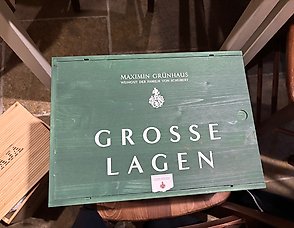 MAXIMIN GRÜNHAUS
WEINGUT DER FAMILIE VON SCHUBERT
GROSSE
LAGEN